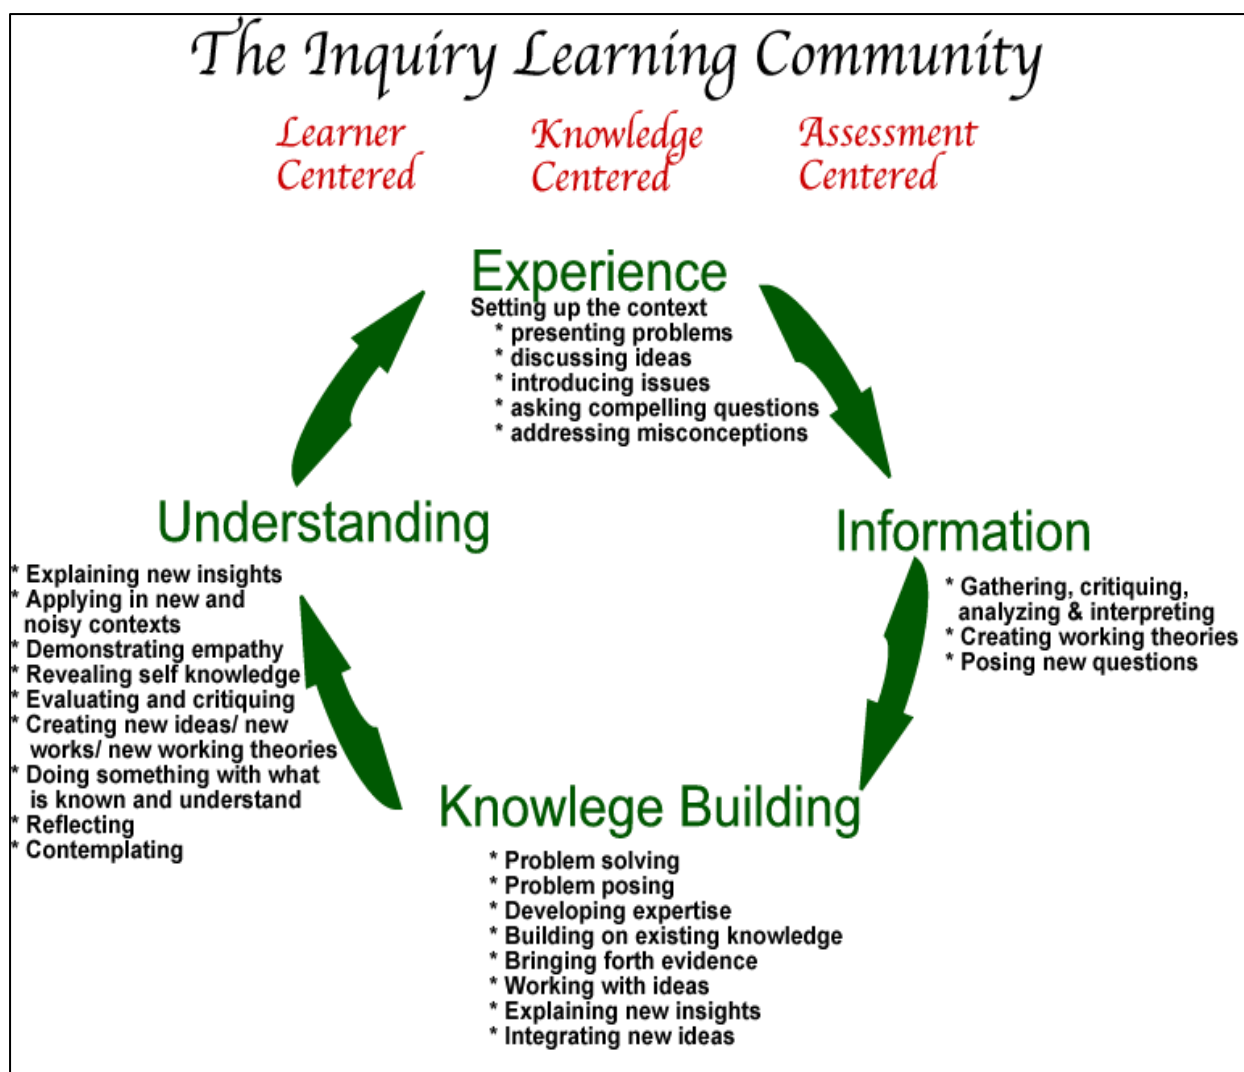 The Inquiry Learning Community
Learner
Centered
Knowledge
Centered
Assessment
Centered
Experience
Setting up the context
* presenting problems
* discussing ideas
* introducing issues
* asking compelling questions
* addressing misconceptions
Information
* Gathering, critiquing,
analyzing & interpreting
* Creating working theories
* Posing new questions
Knowlege Building
* Problem solving
* Problem posing
* Developing expertise
* Building on existing knowledge
* Bringing forth evidence
* Working with ideas
* Explaining new insights
* Integrating new ideas
Understanding
* Explaining new insights
* Applying in new and
noisy contexts
* Demonstrating empathy
* Revealing self knowledge
* Evaluating and critiquing
* Creating new ideas/ new
works/ new working theories
* Doing something with what
is known and understand
* Reflecting
* Contemplating